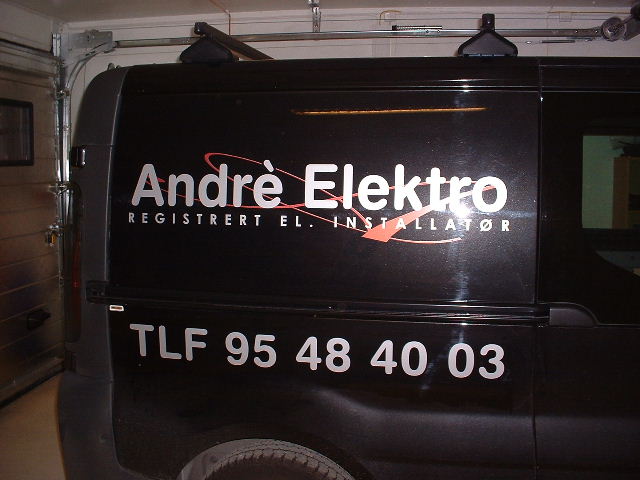 Andrè Elektro
REGISTRERT EL. INSTALLATØR
TLF 95 48 40 03